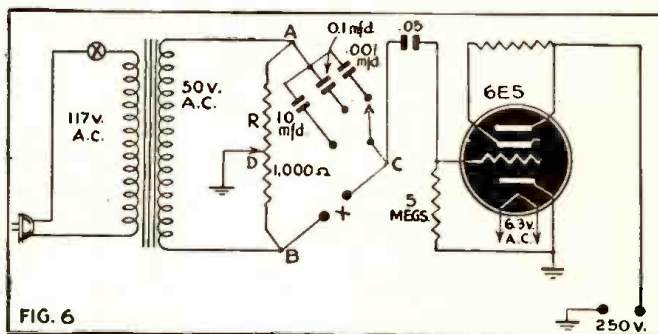 A
0.1 mfd.
.001
mfd.
.05
50 V.
A.C.
117 v.
A.C.
6E5
R
10
mfd
A
D
1,000 Ω
C
5
MEGS.
6.3 v.
A.C.
+
B
FIG. 6
250 V.